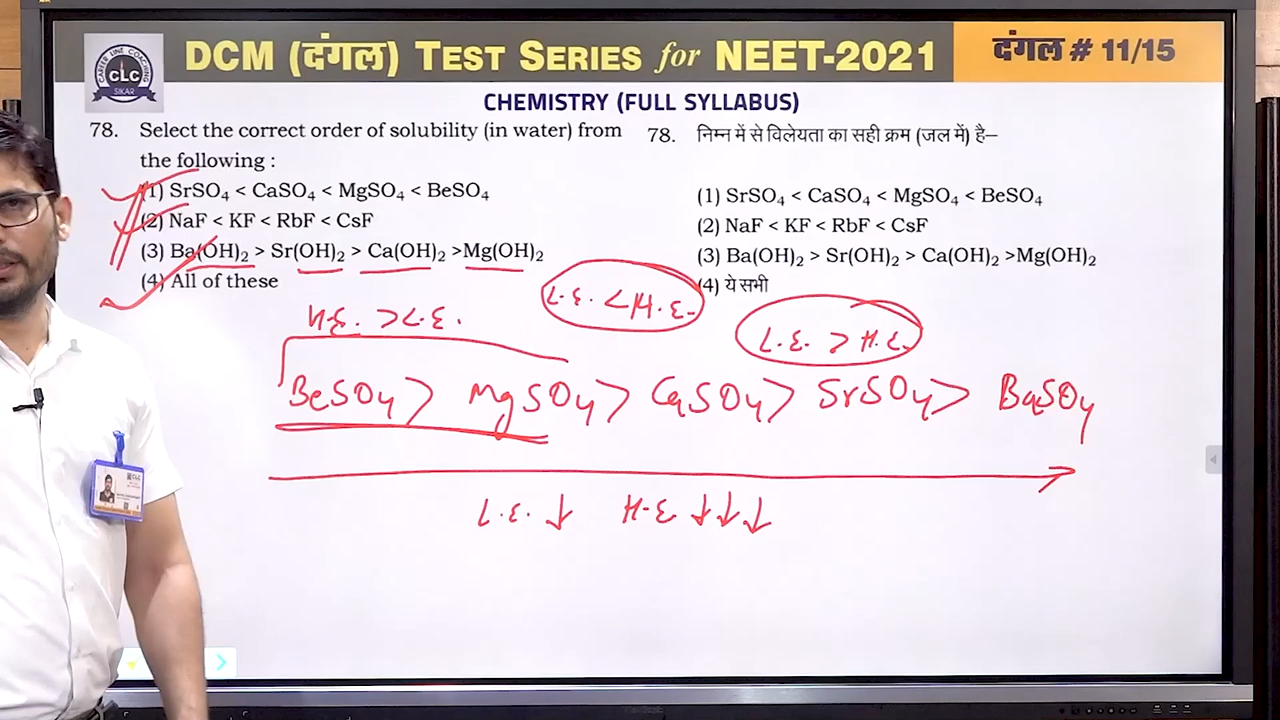 DCM (दंगल) TEST SERIES for NEET-2021
दंगल # 11/15
CAREER LINE COACHING
CLC
SIKAR
CHEMISTRY (FULL SYLLABUS)
78. Select the correct order of solubility (in water) from
the following :
(1) SrSO₄ < CaSO₄ < MgSO₄ < BeSO₄
(2) NaF < KF < RbF < CsF
(3) Ba(OH)₂ > Sr(OH)₂ > Ca(OH)₂ >Mg(OH)₂
(4) All of these
78. निम्न में से विलेयता का सही क्रम (जल में) है–
(1) SrSO₄ < CaSO₄ < MgSO₄ < BeSO₄
(2) NaF < KF < RbF < CsF
(3) Ba(OH)₂ > Sr(OH)₂ > Ca(OH)₂ >Mg(OH)₂
(4) ये सभी
H.E. > L.E.
L.E. < H.E.
L.E. > H.E.
BeSO₄ > MgSO₄ > CaSO₄ > SrSO₄ > BaSO₄
L.E. ↓ H.E ↓↓↓
CLC